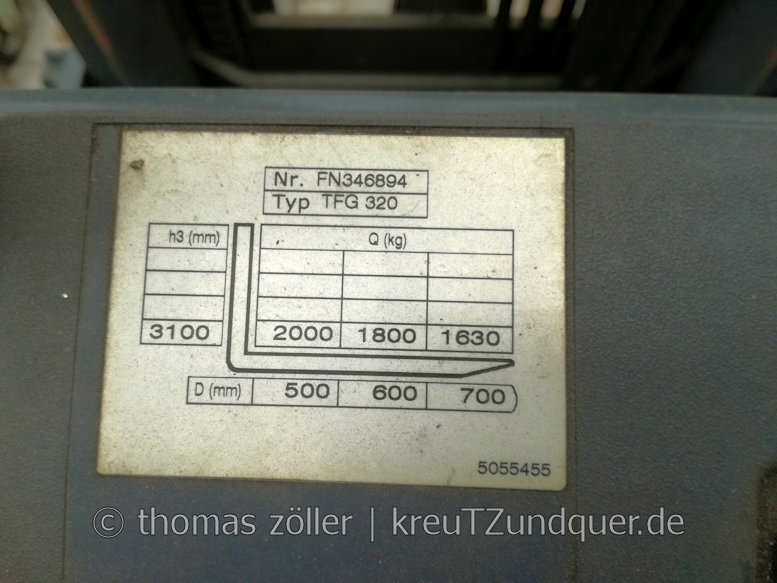 Nr. FN346894
Typ TFG 320
h3 (mm) Q (kg)
3100 2000 1800 1630
D (mm) 500 600 700
5055455
© thomas zöller | kreuTZundquer.de